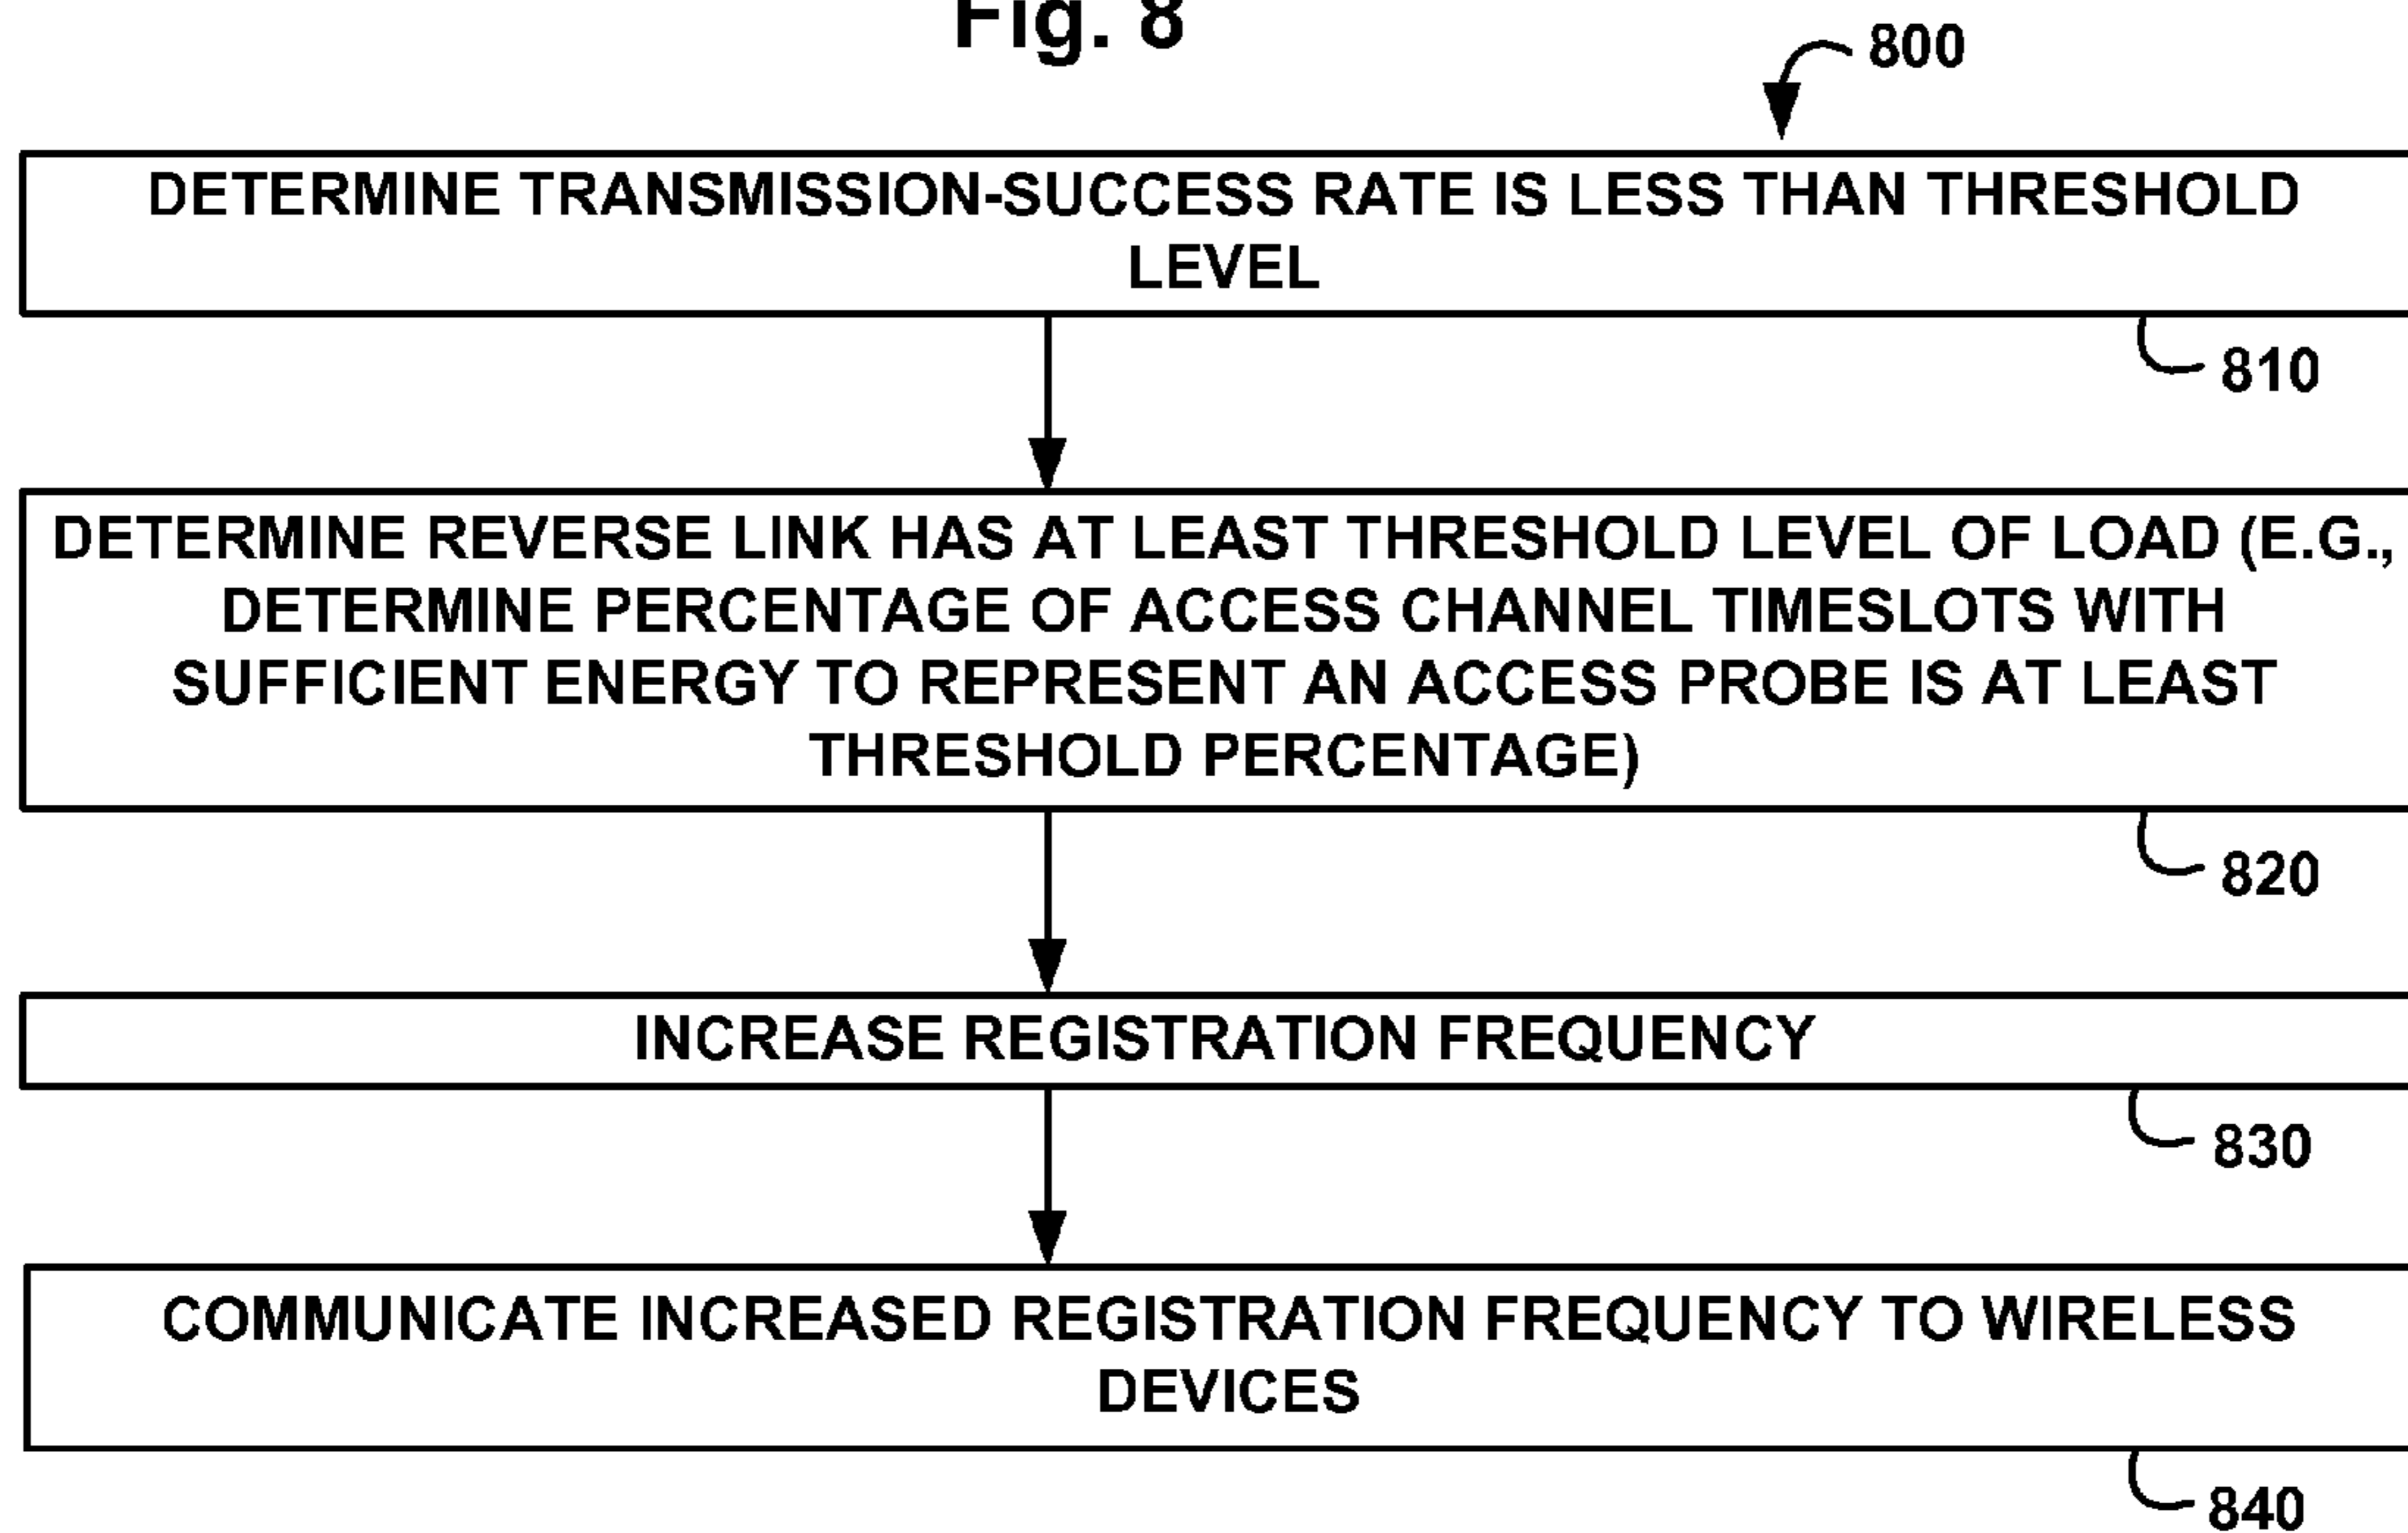 Fig. 8
800
DETERMINE TRANSMISSION-SUCCESS RATE IS LESS THAN THRESHOLD
LEVEL
810
DETERMINE REVERSE LINK HAS AT LEAST THRESHOLD LEVEL OF LOAD (E.G.,
DETERMINE PERCENTAGE OF ACCESS CHANNEL TIMESLOTS WITH
SUFFICIENT ENERGY TO REPRESENT AN ACCESS PROBE IS AT LEAST
THRESHOLD PERCENTAGE)
820
INCREASE REGISTRATION FREQUENCY
830
COMMUNICATE INCREASED REGISTRATION FREQUENCY TO WIRELESS
DEVICES
840